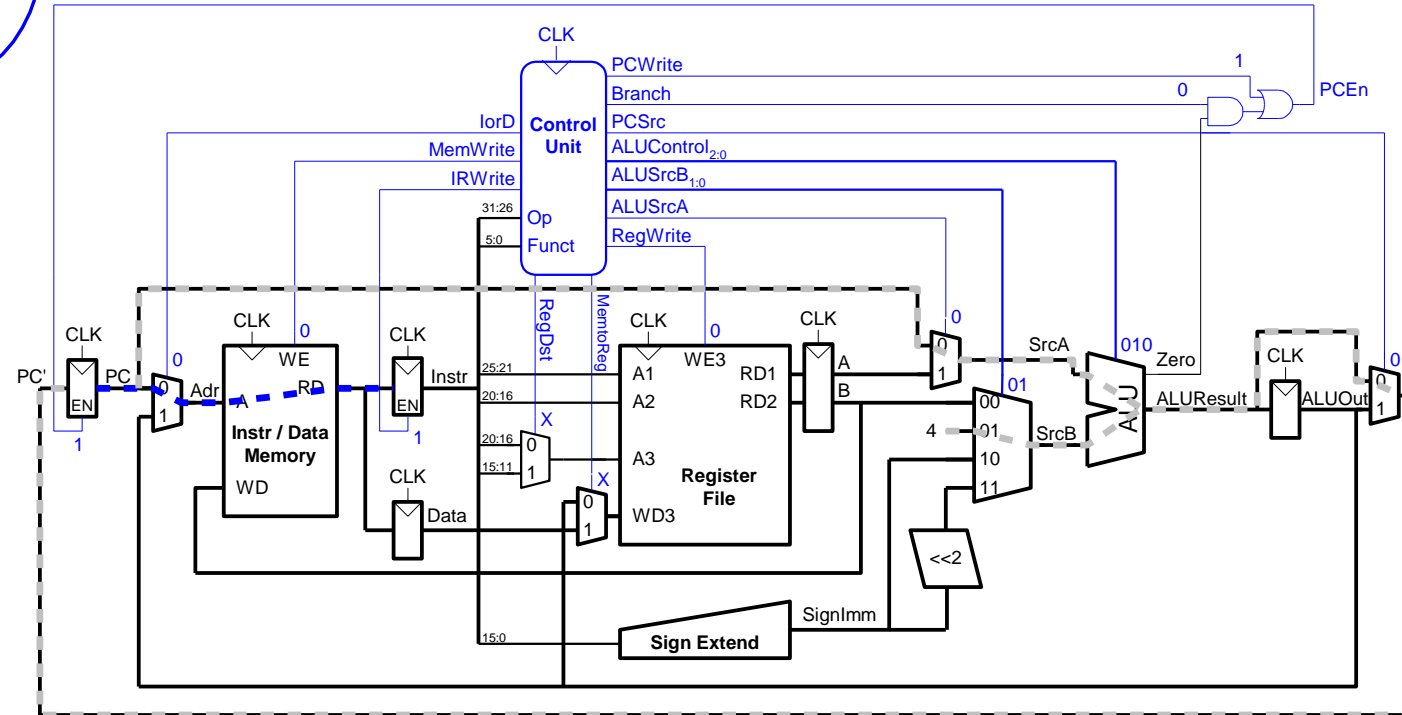 CLK
PCWrite 1
Branch 0 PCEn
IorD Control PCSrc
MemWrite Unit ALUControl2:0
IRWrite ALUSrcB1:0
31:26 Op ALUSrcA
5:0 Funct RegWrite
RegDst MemtoReg
CLK CLK CLK CLK CLK
0 0 0 0 010 0
PC' PC 0 Adr WE WE3 0 SrcA Zero CLK
EN 1 A RD Instr 25:21 A1 RD1 A 1 0
1 EN 20:16 A2 RD2 B 01 00 ALU ALUResult ALUOut 1
Instr / Data 1 X 4 01 SrcB
Memory 20:16 0 A3 10
15:11 1 Register
WD CLK X File 11
Data 0 WD3
1
<<2
SignImm
15:0 Sign Extend